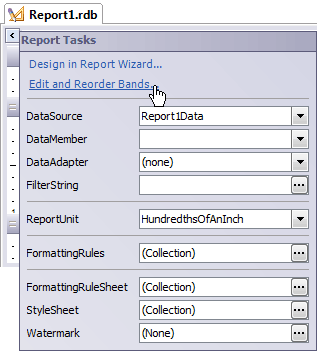 Report1.rdb
Report Tasks
Design in Report Wizard...
Edit and Reorder Bands...
DataSource Report1Data
DataMember
DataAdapter (none)
FilterString
ReportUnit HundredthsOfAnInch
FormattingRules (Collection)
FormattingRuleSheet (Collection)
StyleSheet (Collection)
Watermark (None)